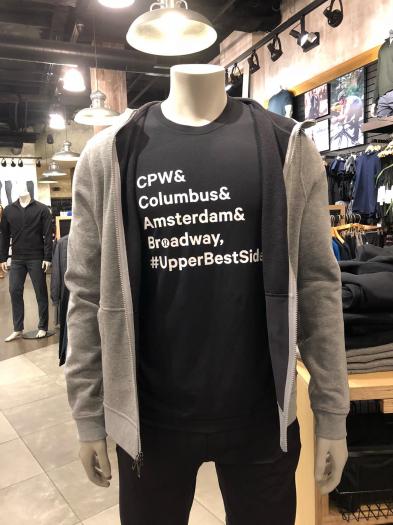 CPW&
Columbus&
Amsterdam&
Broadway,
#UpperBestSide